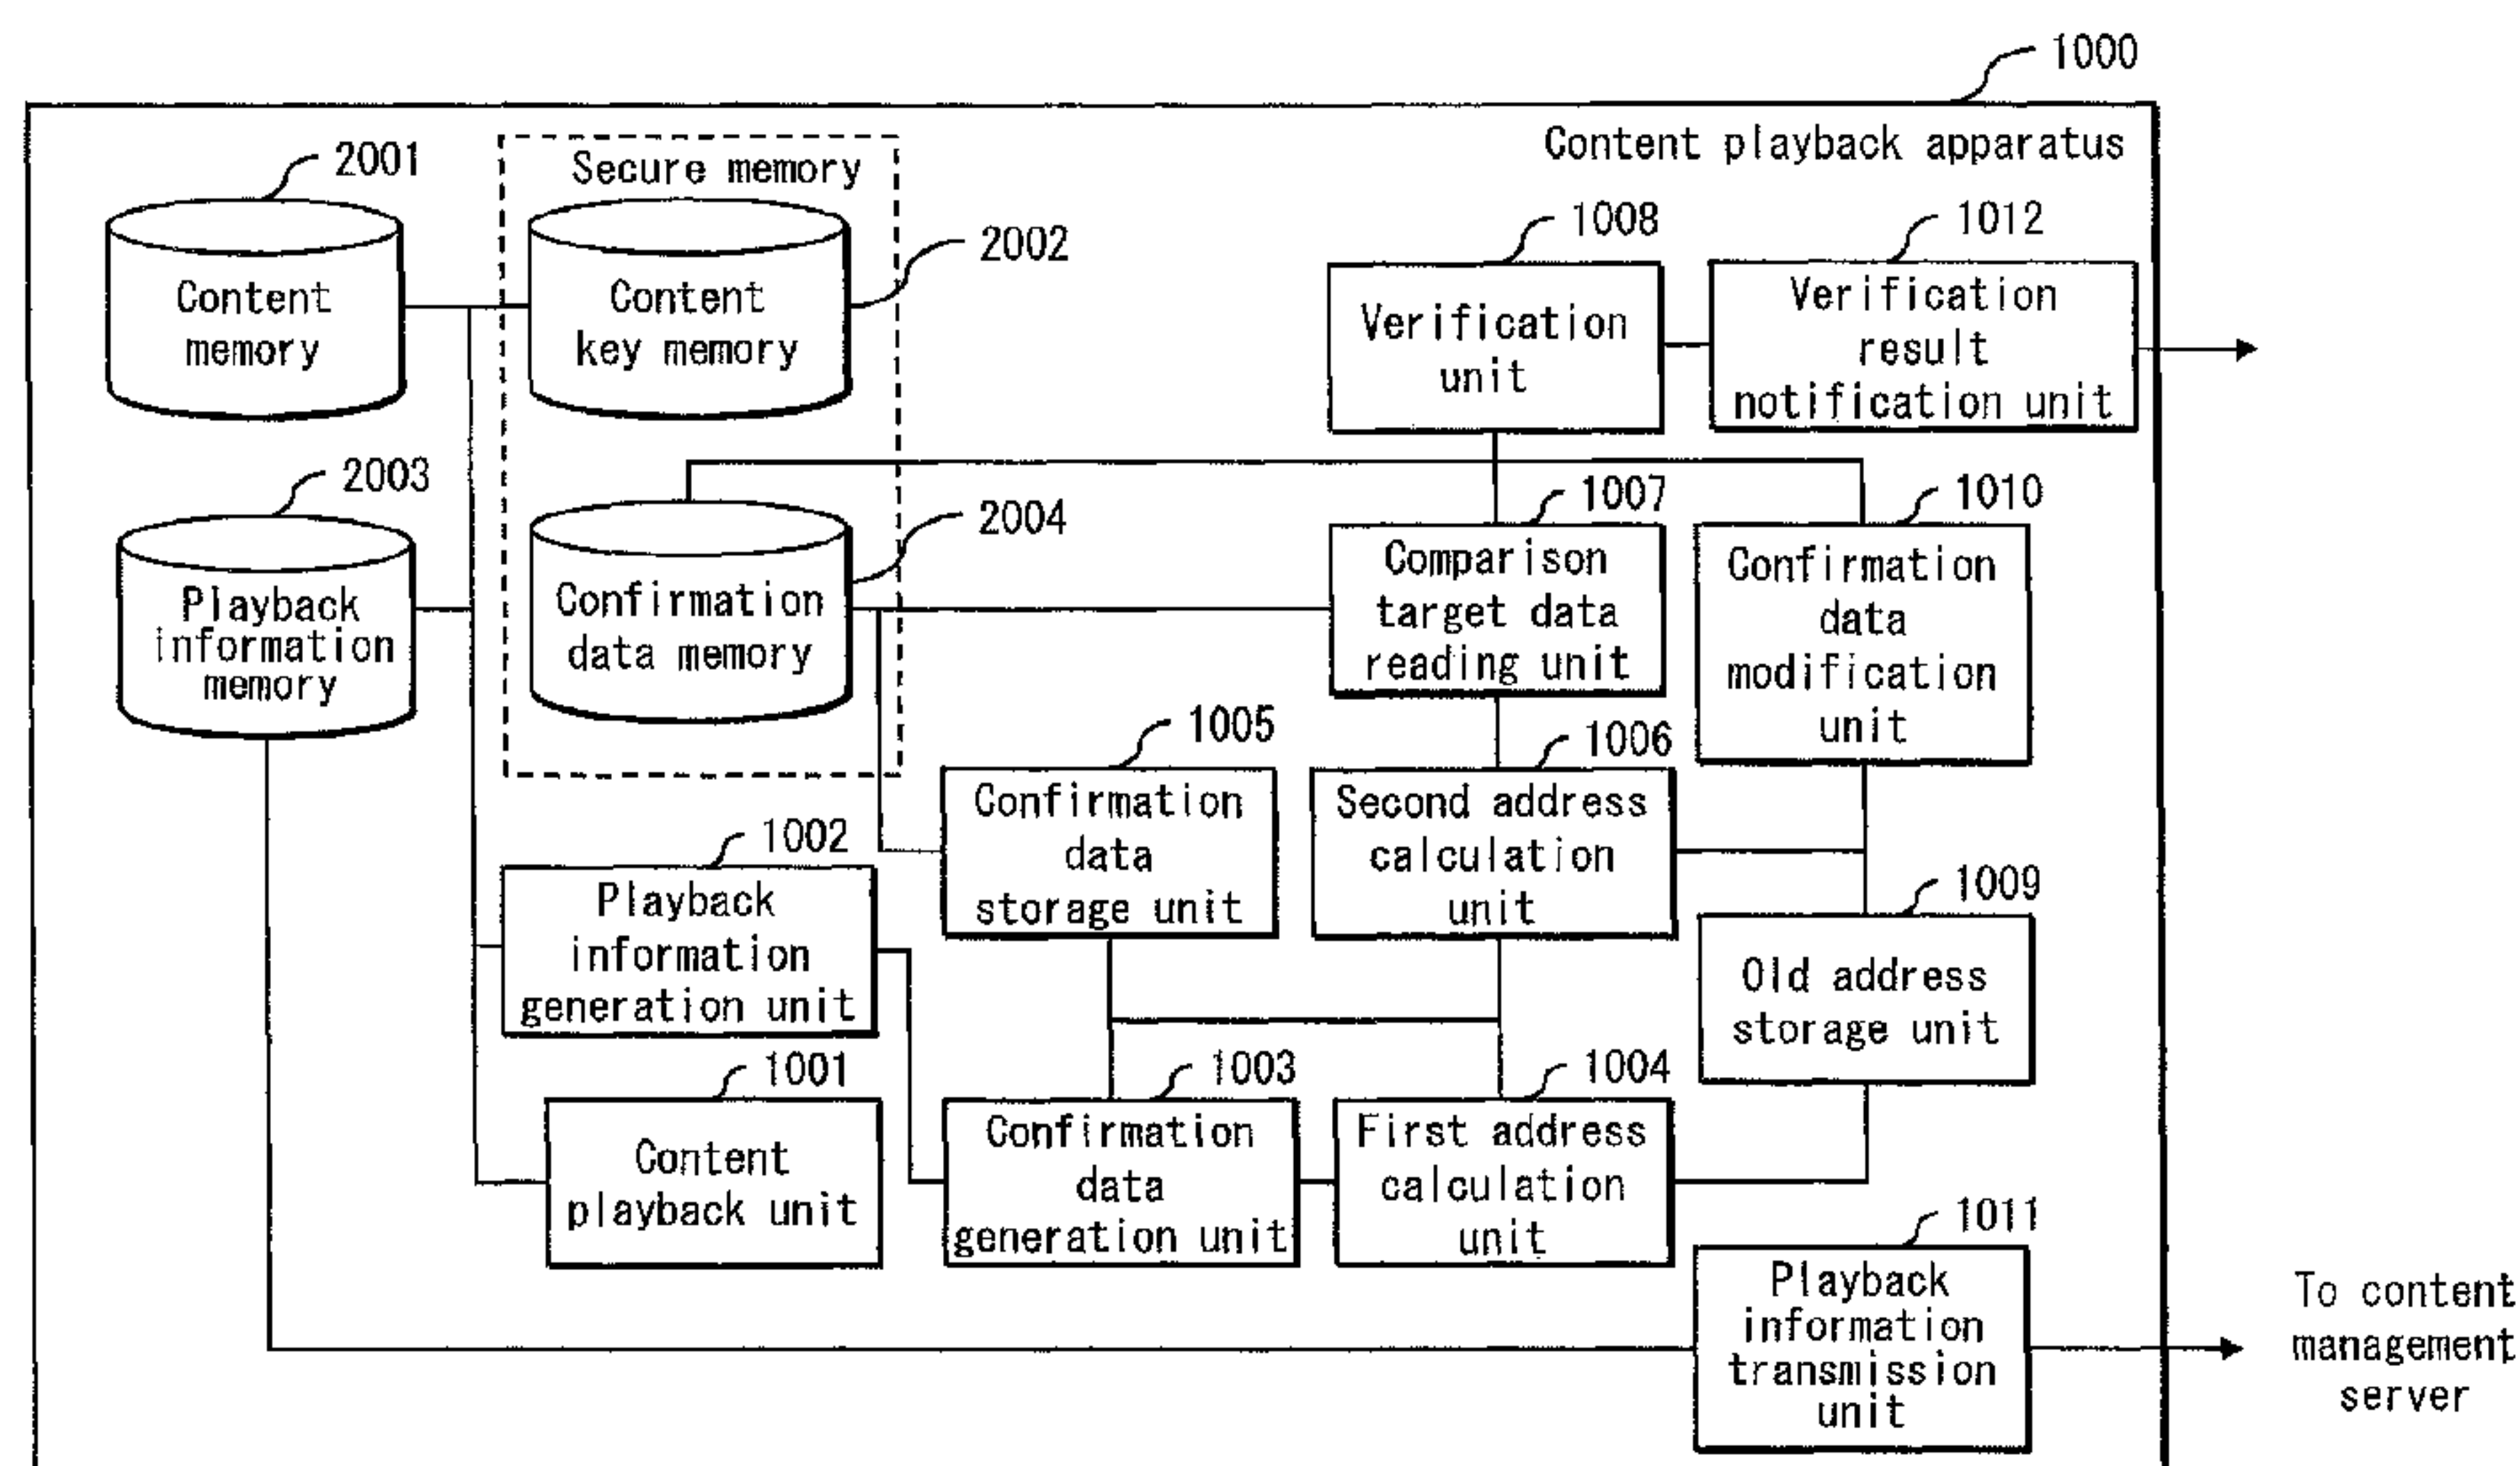 1000
Content playback apparatus
2001
Secure memory
Content
memory
Content
key memory
2002
1008
Verification
unit
1012
Verification
result
notification unit
2003
Playback
information
memory
2004
Confirmation
data memory
1007
Comparison
target data
reading unit
1010
Confirmation
data
modification
unit
1005
Confirmation
data
storage unit
1006
Second address
calculation
unit
1002
Playback
information
generation unit
1009
Old address
storage unit
1001
Content
playback unit
1003
Confirmation
data
generation unit
1004
First address
calculation
unit
1011
Playback
information
transmission
unit
To content
management
server